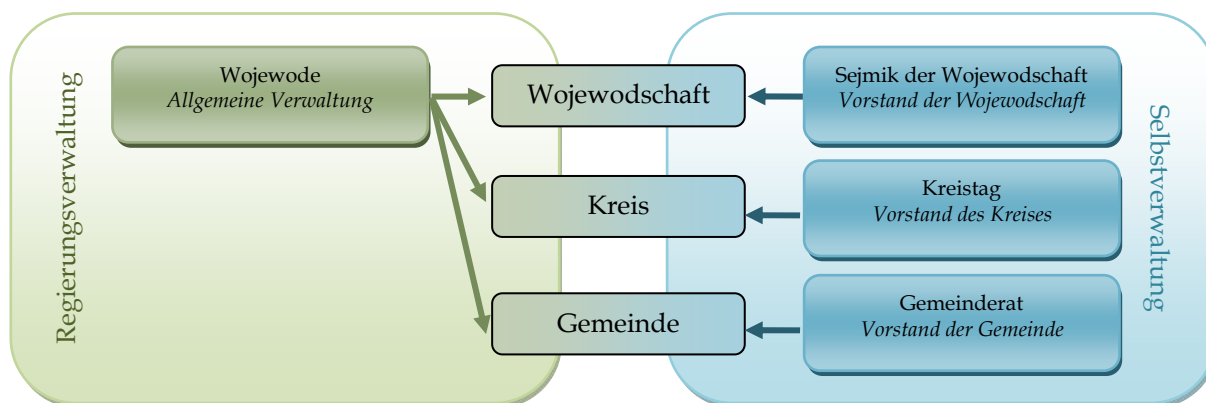 Regierungsverwaltung
Wojewode
Allgemeine Verwaltung
Wojewodschaft
Kreis
Gemeinde
Sejmik der Wojewodschaft
Vorstand der Wojewodschaft
Kreistag
Vorstand des Kreises
Gemeinderat
Vorstand der Gemeinde
Selbstverwaltung